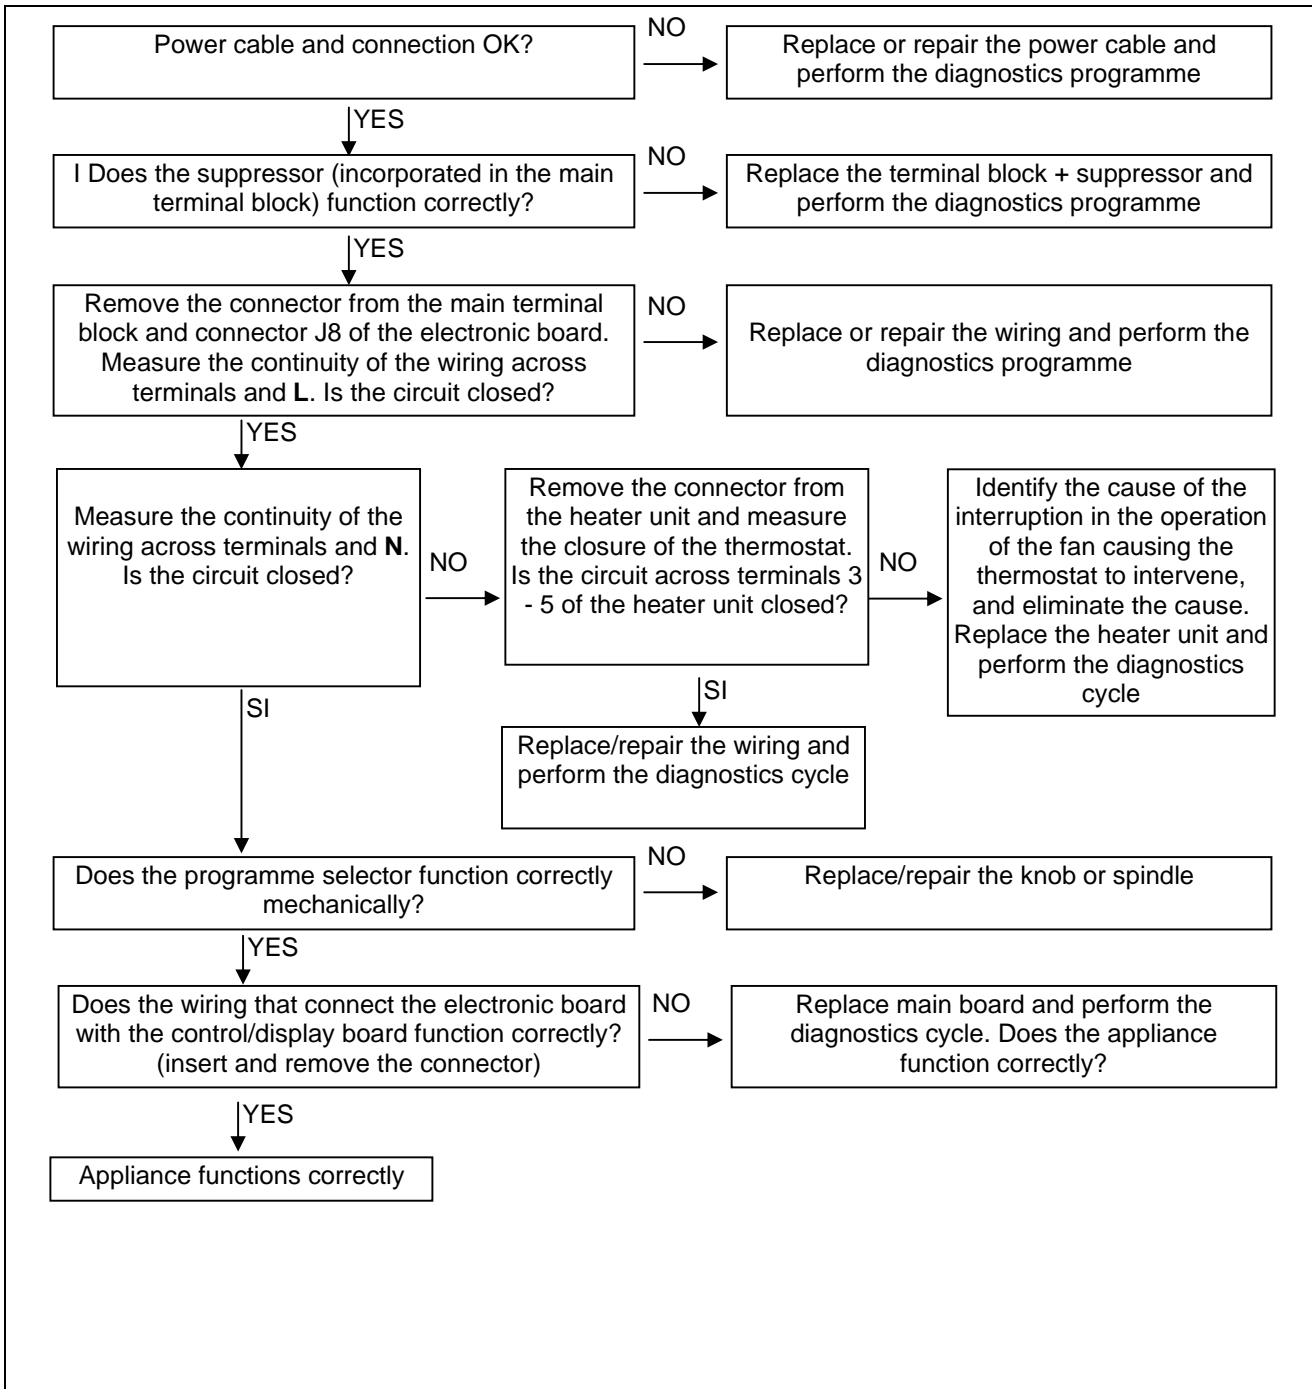 Power cable and connection OK?
NO
Replace or repair the power cable and
perform the diagnostics programme
YES
I Does the suppressor (incorporated in the main
terminal block) function correctly?
NO
Replace the terminal block + suppressor and
perform the diagnostics programme
YES
Remove the connector from the main terminal
block and connector J8 of the electronic board.
Measure the continuity of the wiring across
terminals and L. Is the circuit closed?
NO
Replace or repair the wiring and perform the
diagnostics programme
YES
Measure the continuity of the
wiring across terminals and N.
Is the circuit closed?
NO
Remove the connector from
the heater unit and measure
the closure of the thermostat.
Is the circuit across terminals 3
- 5 of the heater unit closed?
NO
Identify the cause of the
interruption in the operation
of the fan causing the
thermostat to intervene,
and eliminate the cause.
Replace the heater unit and
perform the diagnostics
cycle
SI
Replace/repair the wiring and
perform the diagnostics cycle
SI
Does the programme selector function correctly
mechanically?
NO
Replace/repair the knob or spindle
YES
Does the wiring that connect the electronic board
with the control/display board function correctly?
(insert and remove the connector)
NO
Replace main board and perform the
diagnostics cycle. Does the appliance
function correctly?
YES
Appliance functions correctly